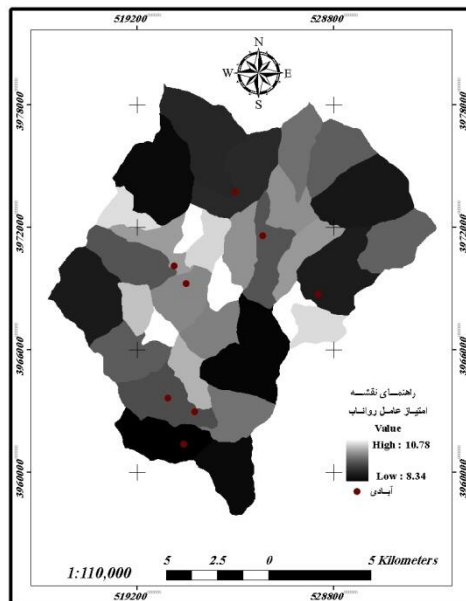 519200 528800
N
W E
S
3978000 3978000
3972000 3972000
3966000 3966000
راهنمای نقشه
امتیاز عامل رواناب
Value
High : 10.78
Low : 8.34
آبادی
3960000 3960000
5 2.5 0 5 Kilometers
1:110,000
519200 528800